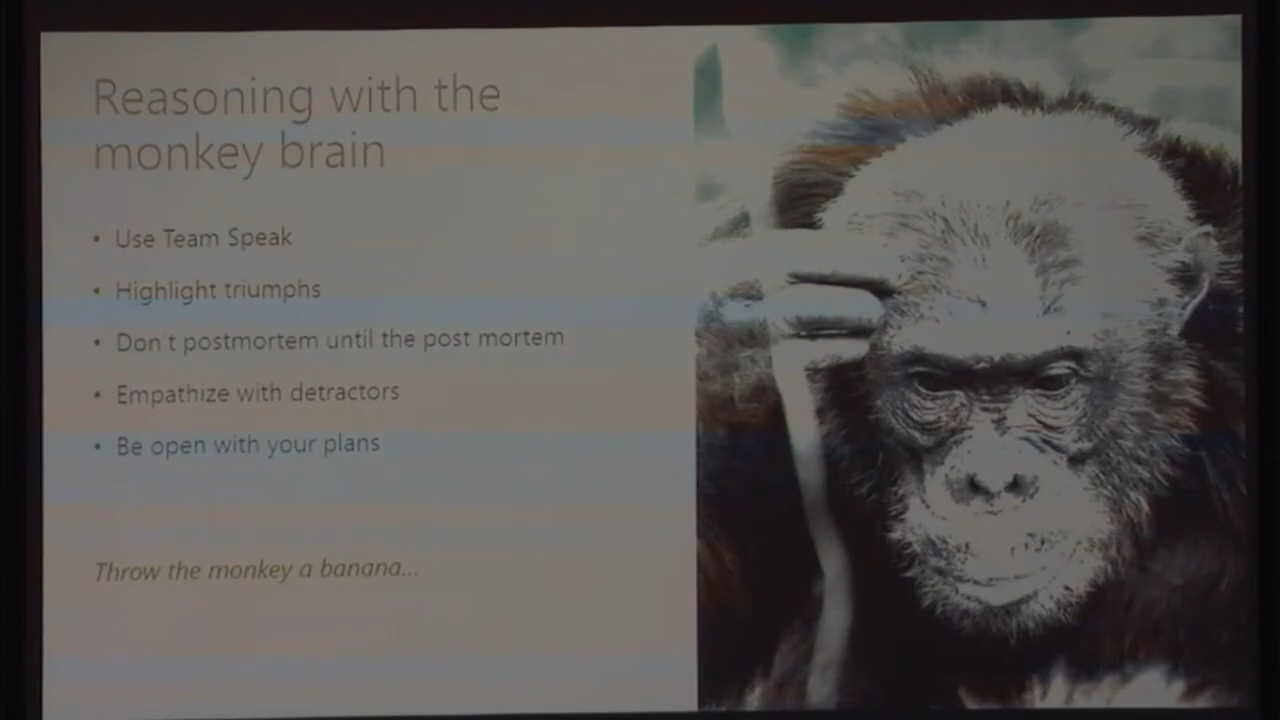 Reasoning with the
monkey brain
• Use Team Speak
• Highlight triumphs
• Don't postmortem until the post mortem
• Empathize with detractors
• Be open with your plans
Throw the monkey a banana...